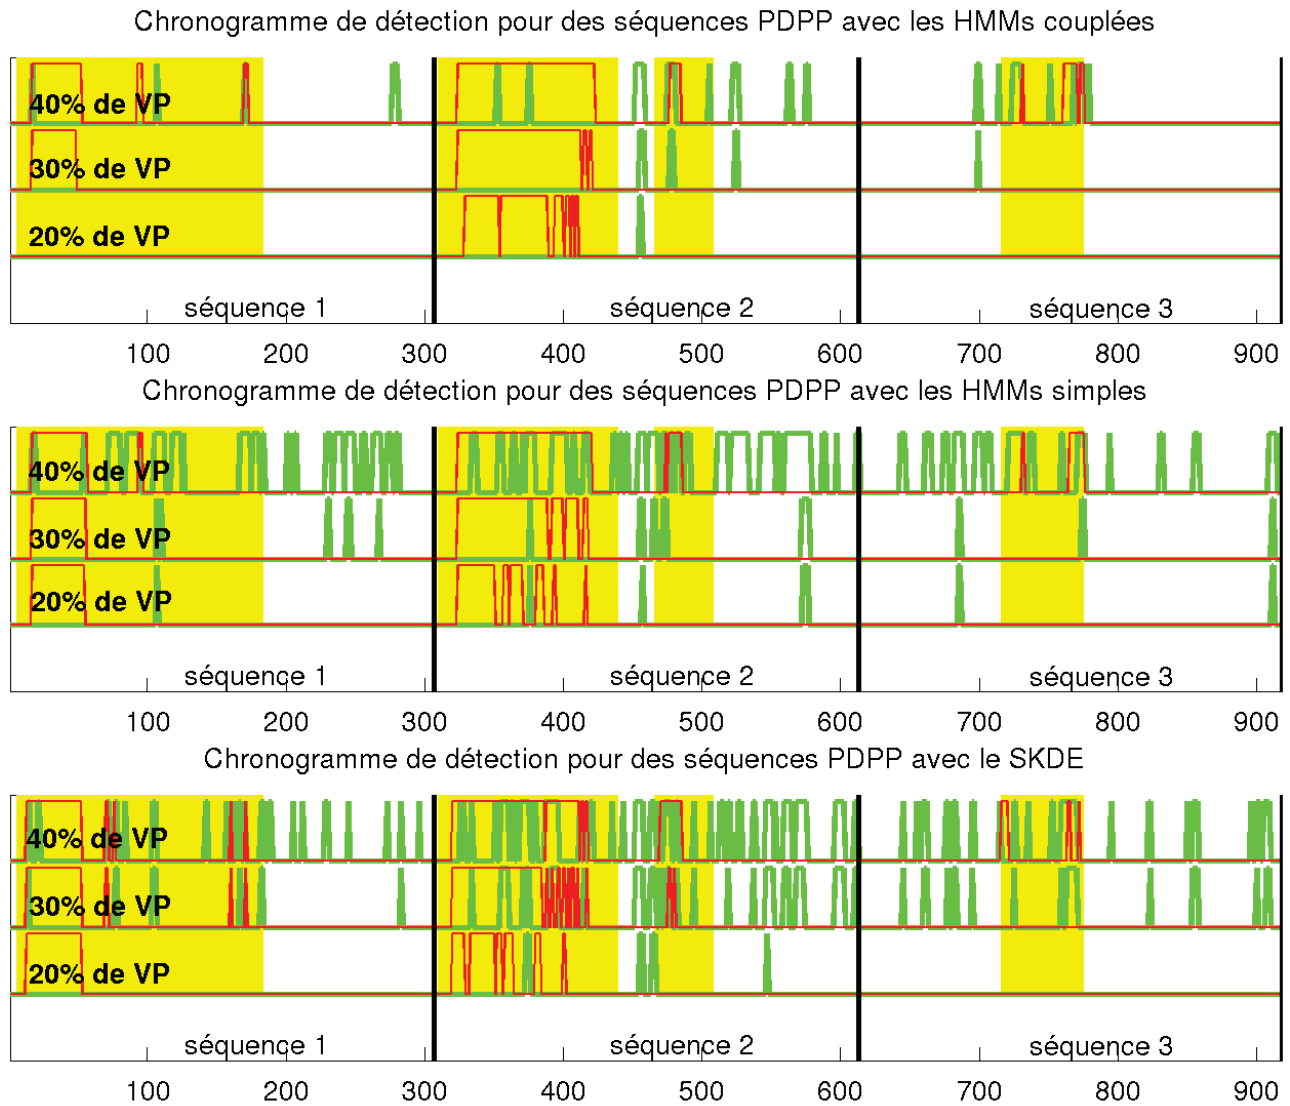 Chronogramme de détection pour des séquences PDPP avec les HMMs couplées
40% de VP
30% de VP
20% de VP
séquence 1 séquence 2 séquence 3
100 200 300 400 500 600 700 800 900
Chronogramme de détection pour des séquences PDPP avec les HMMs simples
40% de VP
30% de VP
20% de VP
séquence 1 séquence 2 séquence 3
100 200 300 400 500 600 700 800 900
Chronogramme de détection pour des séquences PDPP avec le SKDE
40% de VP
30% de VP
20% de VP
séquence 1 séquence 2 séquence 3
100 200 300 400 500 600 700 800 900